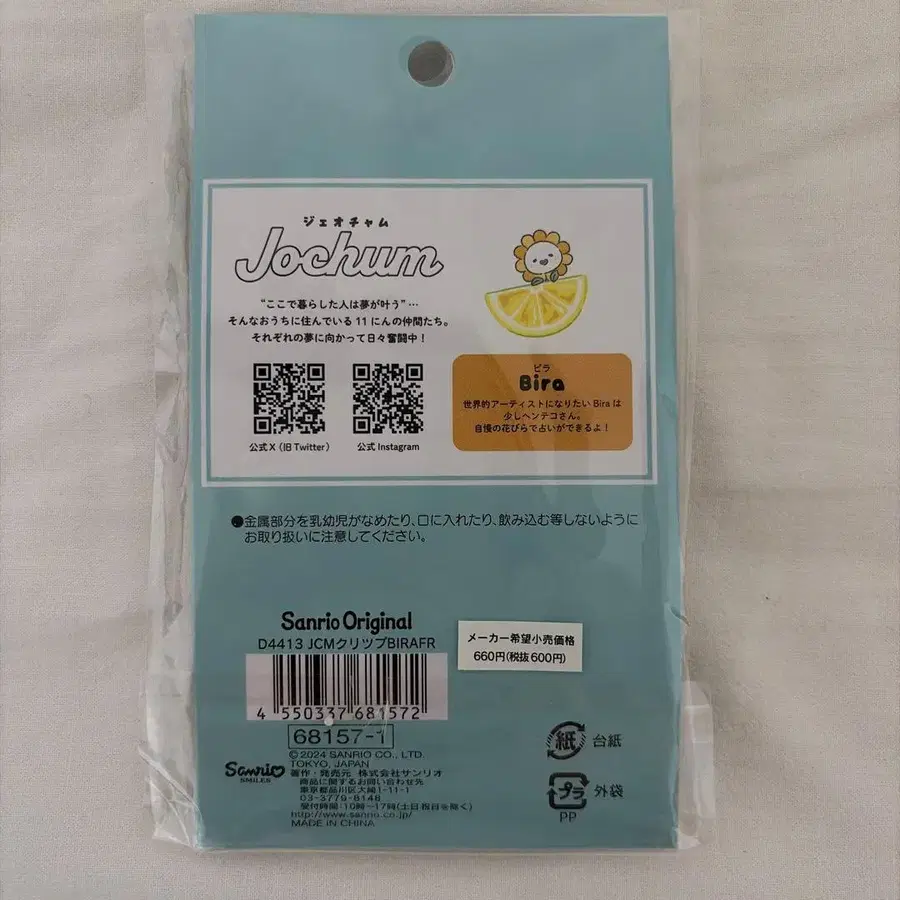 ジェオチャム
Jochum
“ここで暮らした人は夢が叶う”…
そんなおうちに住んでいる11にんの仲間たち。
それぞれの夢に向かって日々奮闘中！
公式X（旧Twitter）
公式Instagram
ビラ
Bira
世界的アーティストになりたいBiraは
少しヘンテコさん。
自慢の花びらで占いができるよ！
●金属部分を乳幼児がなめたり、口に入れたり、飲み込む等しないように
お取り扱いに注意してください。
Sanrio Original
D4413 JCMクリツプBIRAFR
メーカー希望小売価格
660円(税抜600円)
4 550337 681572
68157-1
©2024 SANRIO CO., LTD.
TOKYO, JAPAN
著作・発売元 株式会社サンリオ
商品に関するお問い合わせ先
東京都品川区大崎1-11-1
03-3779-8148
受付時間:10時〜17時(土日祝日を除く)
http://www.sanrio.co.jp/
MADE IN CHINA
Sanrio
SMILES
紙 台紙
プラ 外袋
PP